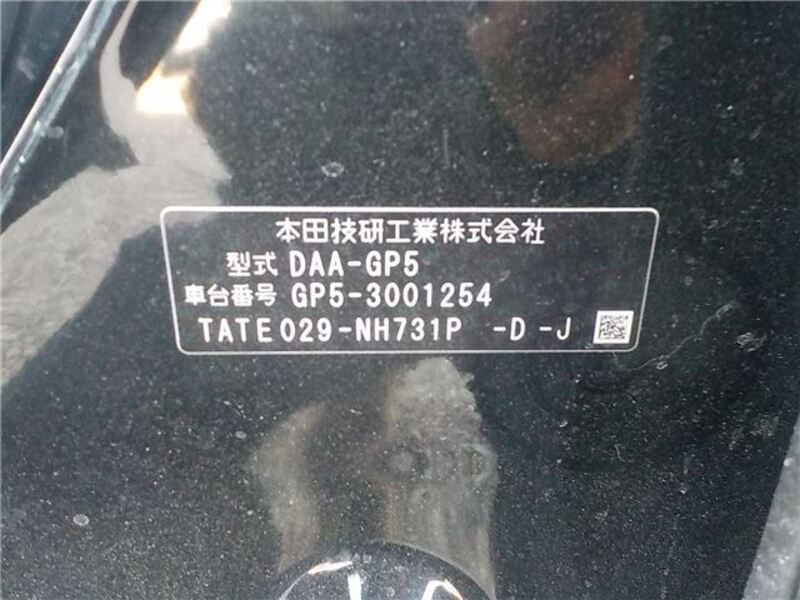 本田技研工業株式会社
型式 DAA-GP5
車台番号 GP5-3001254
TATE029-NH731P -D -J